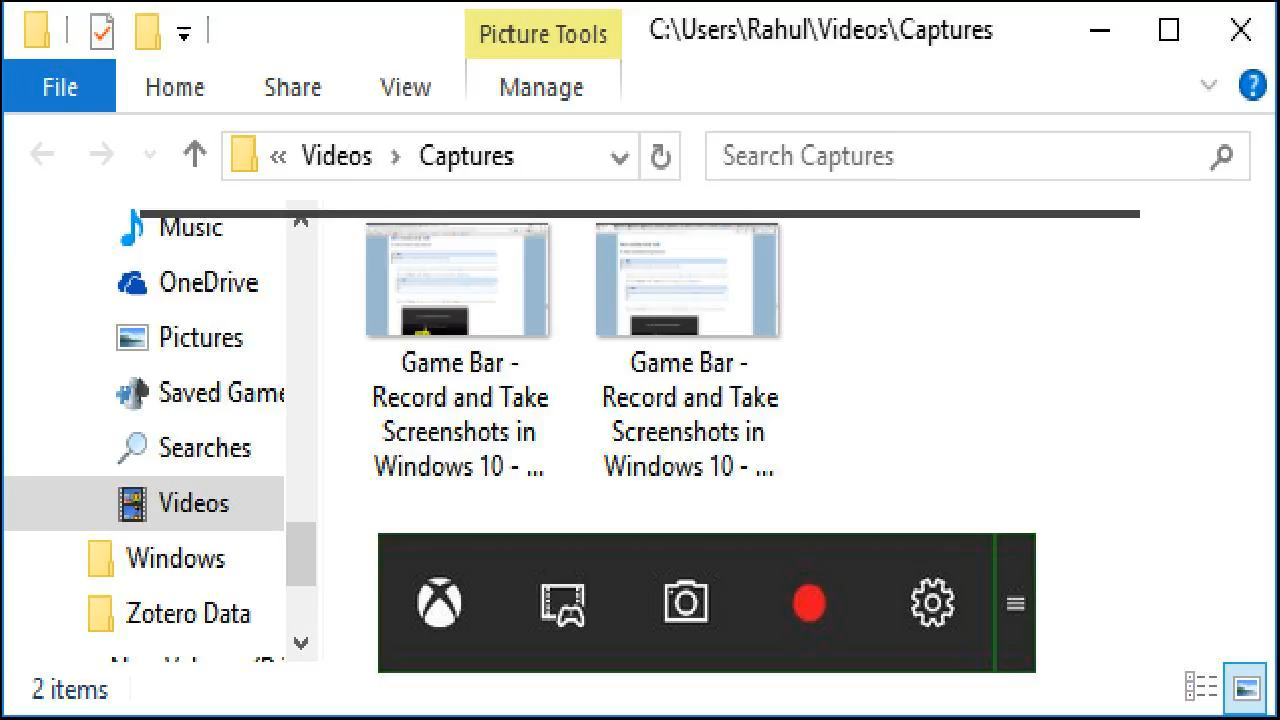 Picture Tools
C:\Users\Rahul\Videos\Captures
File
Home
Share
View
Manage
?
« Videos > Captures
Search Captures
Music
OneDrive
Pictures
Saved Game
Searches
Videos
Windows
Zotero Data
Game Bar -
Record and Take
Screenshots in
Windows 10 - ...
Game Bar -
Record and Take
Screenshots in
Windows 10 - ...
2 items